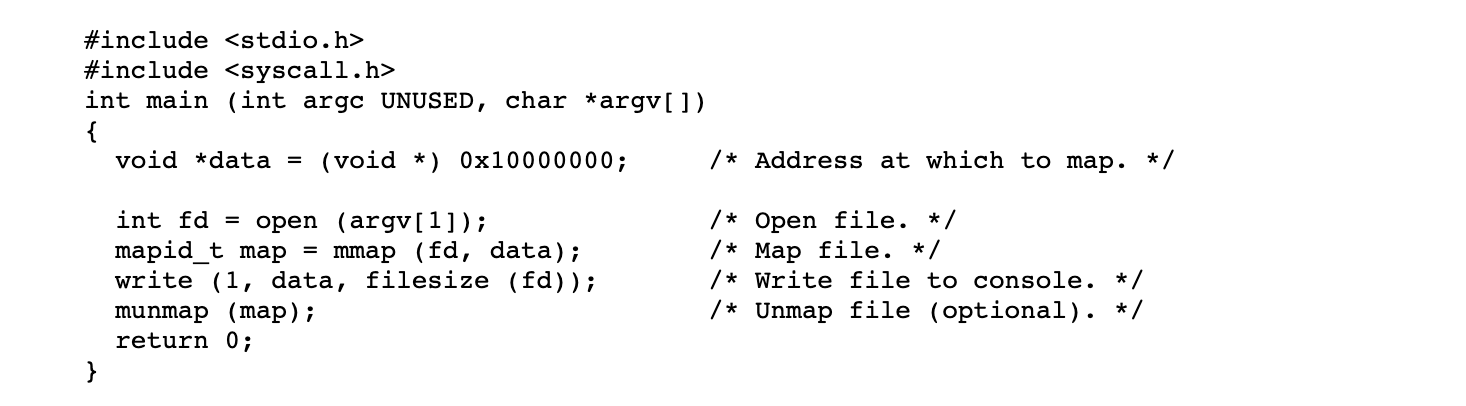 #include <stdio.h>
#include <syscall.h>
int main (int argc UNUSED, char *argv[])
{
  void *data = (void *) 0x10000000;     /* Address at which to map. */

  int fd = open (argv[1]);              /* Open file. */
  mapid_t map = mmap (fd, data);        /* Map file. */
  write (1, data, filesize (fd));       /* Write file to console. */
  munmap (map);                         /* Unmap file (optional). */
  return 0;
}